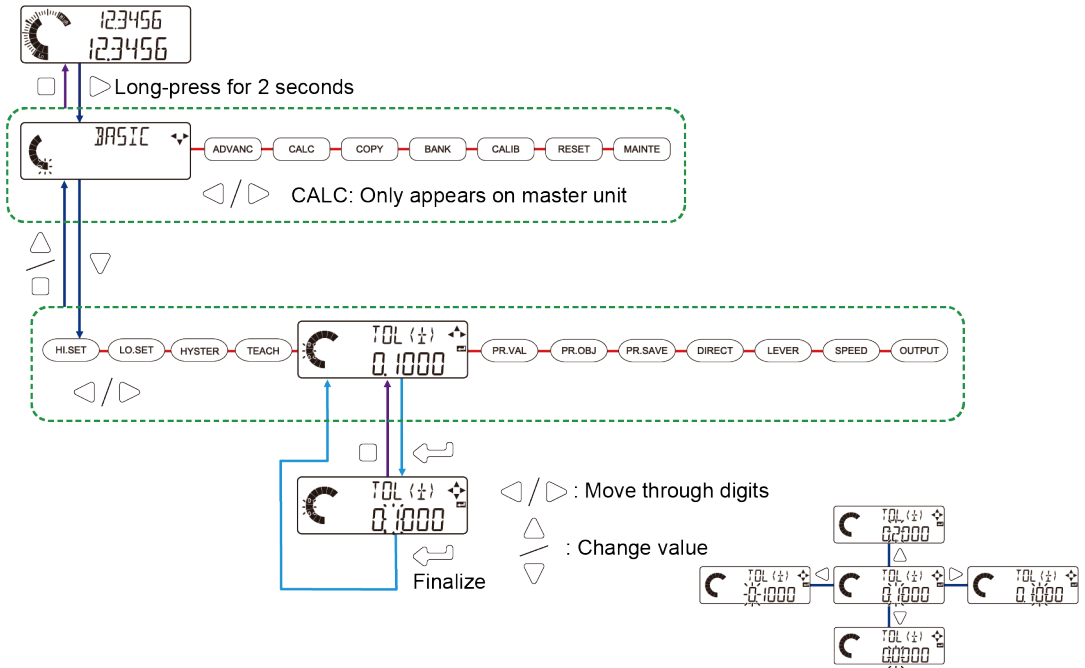 12.3456
12.3456
Long-press for 2 seconds
BASIC
ADVANC
CALC
COPY
BANK
CALIB
RESET
MAINTE
/
CALC: Only appears on master unit
HI.SET
LO.SET
HYSTER
TEACH
TOL (±)
0.1000
PR.VAL
PR.OBJ
PR.SAVE
DIRECT
LEVER
SPEED
OUTPUT
/
TOL (±)
0.1000
/ : Move through digits
: Change value
Finalize
TOL (±)
0.2000
TOL (±)
0.1000
TOL (±)
0.1000
TOL (±)
0.1000
TOL (±)
0.0000